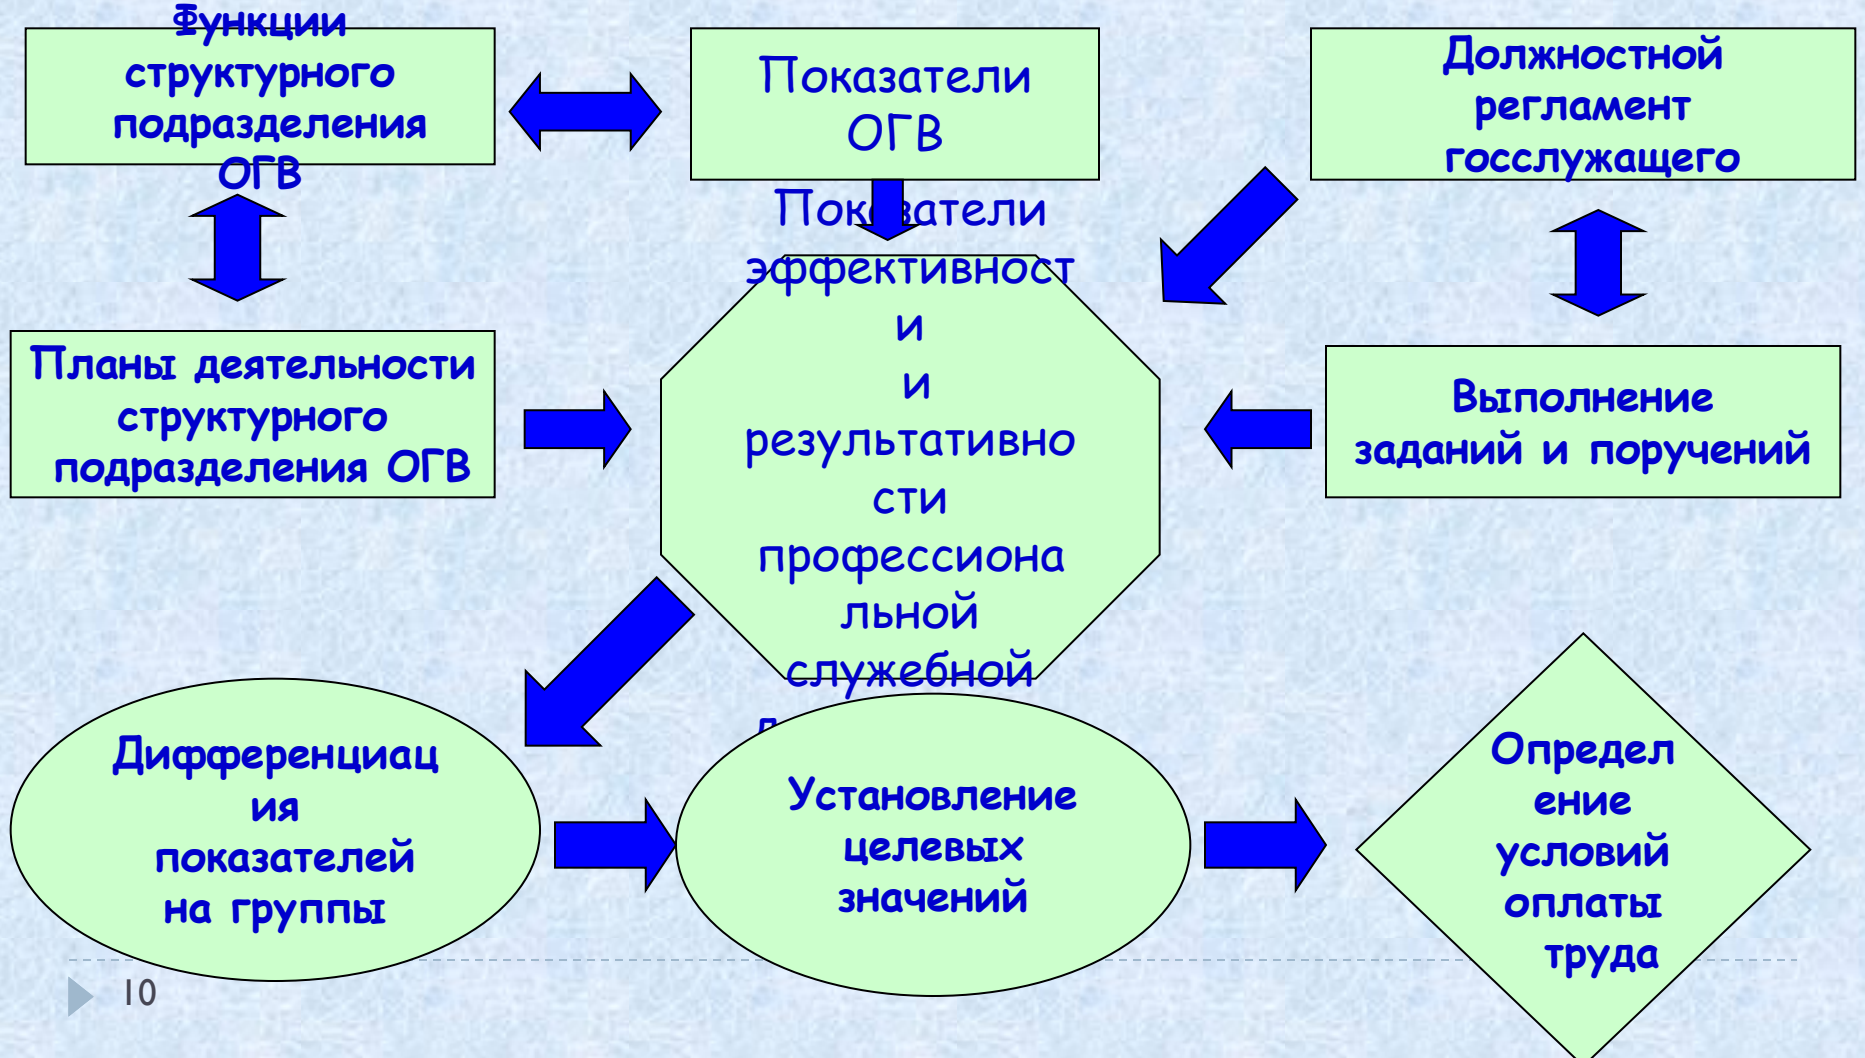 Функции
структурного
подразделения
ОГВ
Показатели
ОГВ
Должностной
регламент
госслужащего
Планы деятельности
структурного
подразделения ОГВ
Показатели
эффективност
и
и
результативно
сти
профессиона
льной
служебной
Выполнение
заданий и поручений
Дифференциац
ия
показателей
на группы
Установление
целевых
значений
Определ
ение
условий
оплаты
труда
10